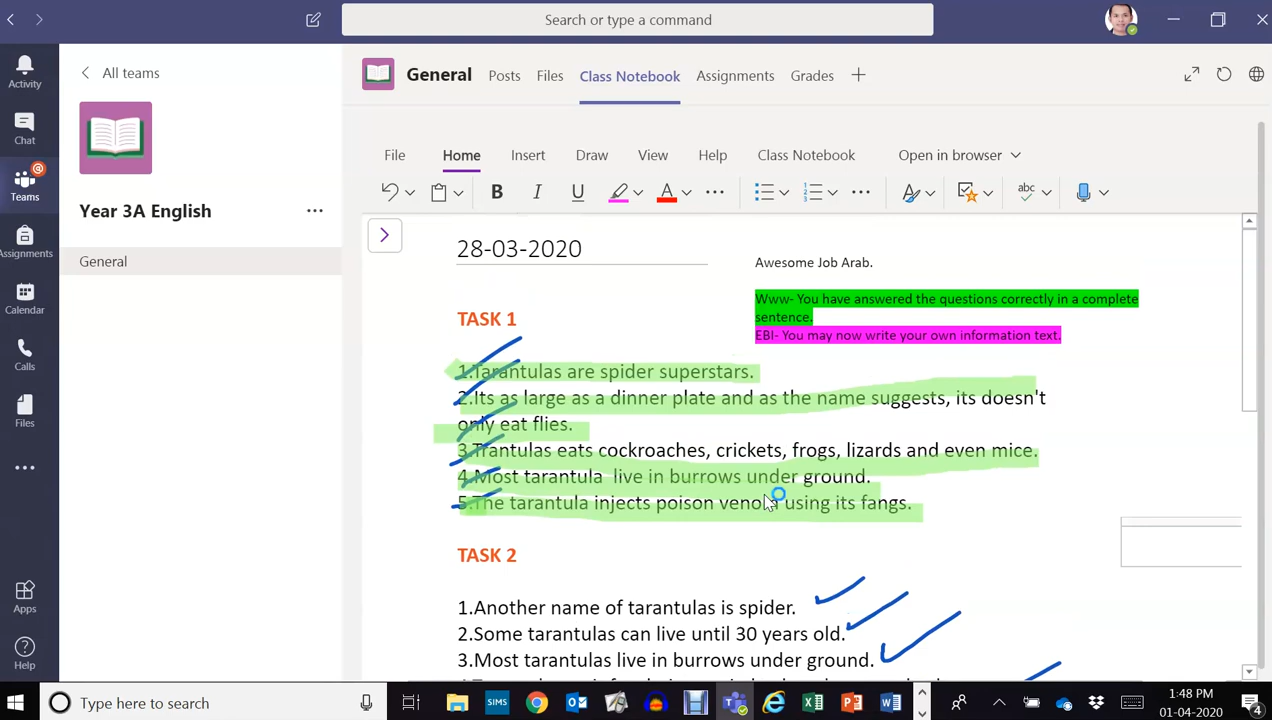 Search or type a command
Activity
Chat
Teams
Assignments
Calendar
Calls
Files
Apps
Help
All teams
Year 3A English
General
General Posts Files Class Notebook Assignments Grades
File Home Insert Draw View Help Class Notebook Open in browser
B I U A abc
28-03-2020
Awesome Job Arab.
Www- You have answered the questions correctly in a complete
sentence.
EBI- You may now write your own information text.
TASK 1
1.Tarantulas are spider superstars.
2.Its as large as a dinner plate and as the name suggests, its doesn't
only eat flies.
3.Trantulas eats cockroaches, crickets, frogs, lizards and even mice.
4.Most tarantula live in burrows under ground.
5.The tarantula injects poison using its fangs.
TASK 2
1.Another name of tarantulas is spider.
2.Some tarantulas can live until 30 years old.
3.Most tarantulas live in burrows under ground.
Type here to search
SIMS
1:48 PM
01-04-2020
4